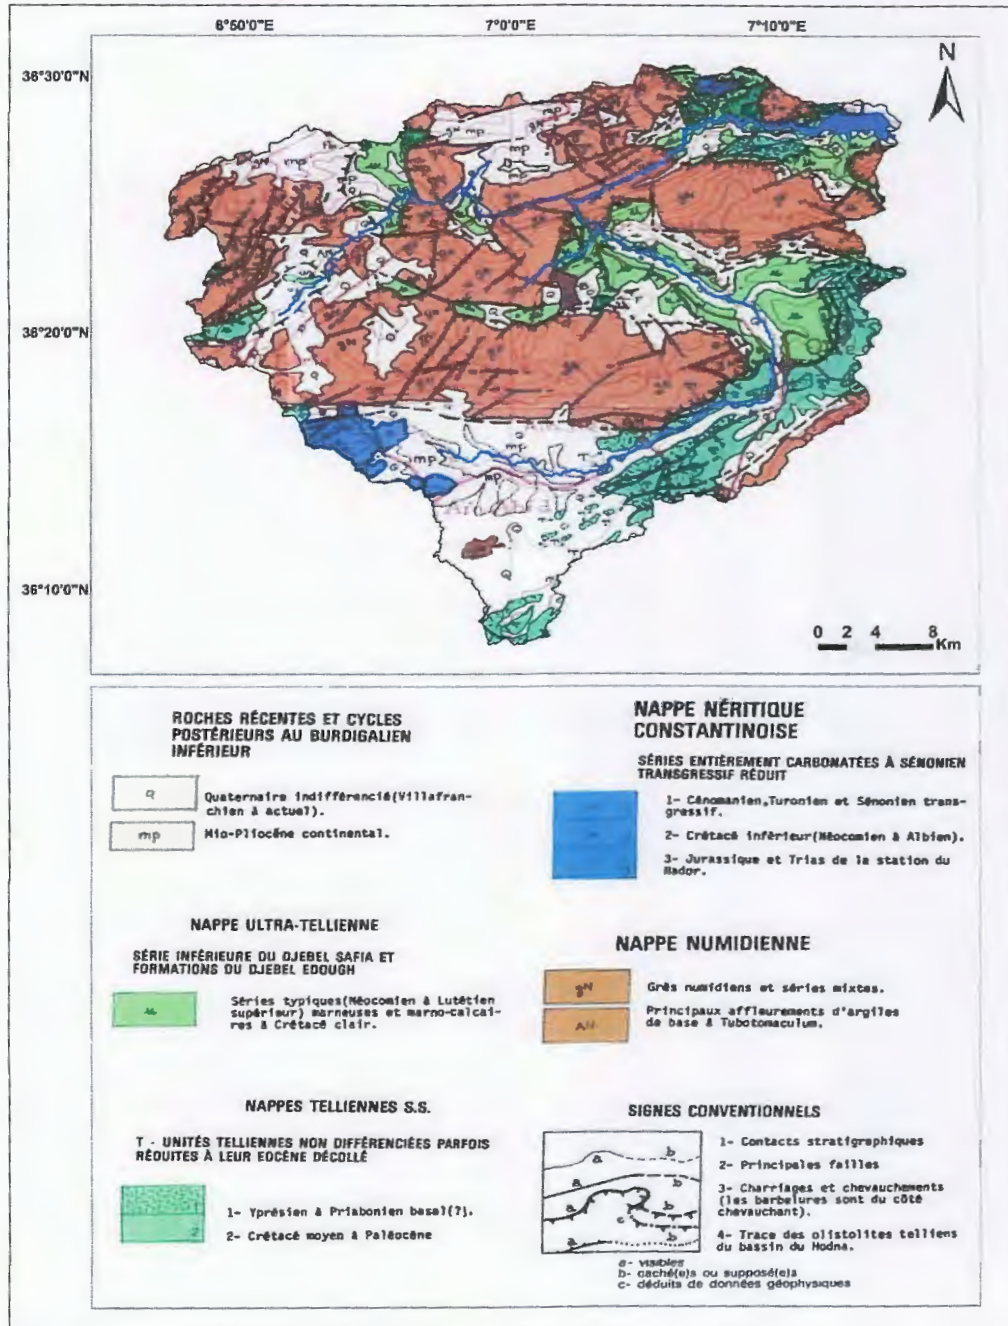 6°50'0"E 7°0'0"E 7°10'0"E
N
36°30'0"N
36°20'0"N
36°10'0"N
0 2 4 8
Km
ROCHES RÉCENTES ET CYCLES
POSTÉRIEURS AU BURDIGALIEN
INFÉRIEUR
Q
Quaternaire indifférencié(Villafran-
chien à actuel).
mp
Mio-Pliocène continental.
NAPPE ULTRA-TELLIENNE
SÉRIE INFÉRIEURE DU DJEBEL SAFIA ET
FORMATIONS DU DJEBEL EDOUGH
Séries typiques(Néocomien à Lutétien
supérieur) marneuses et marno-calcai-
res à Crétacé clair.
NAPPES TELLIENNES S.S.
T - UNITÉS TELLIENNES NON DIFFÉRENCIÉES PARFOIS
RÉDUITES À LEUR EOCÈNE DÉCOLLÉ
1- Yprésien à Priabonien basal(?).
2- Crétacé moyen à Paléocène
NAPPE NÉRITIQUE
CONSTANTINOISE
SÉRIES ENTIÈREMENT CARBONATÉES À SÉNONIEN
TRANSGRESSIF RÉDUIT
1- Cénomanien,Turonien et Sénonien trans-
gressif.
2- Crétacé inférieur(Néocomien à Albien).
3- Jurassique et Trias de la station du
Nador.
NAPPE NUMIDIENNE
gN
Grès numidiens et séries mixtes.
AN
Principaux affleurements d'argiles
de base à Tubotomaculum.
SIGNES CONVENTIONNELS
a b
a b
a b
c
a b
1- Contacts stratigraphiques
2- Principales failles
3- Charriages et chevauchements
(les barbelures sont du côté
chevauchant).
4- Trace des olistolites telliens
du bassin du Hodna.
a- visibles
b- caché(e)s ou supposé(e)s
c- déduits de données géophysiques